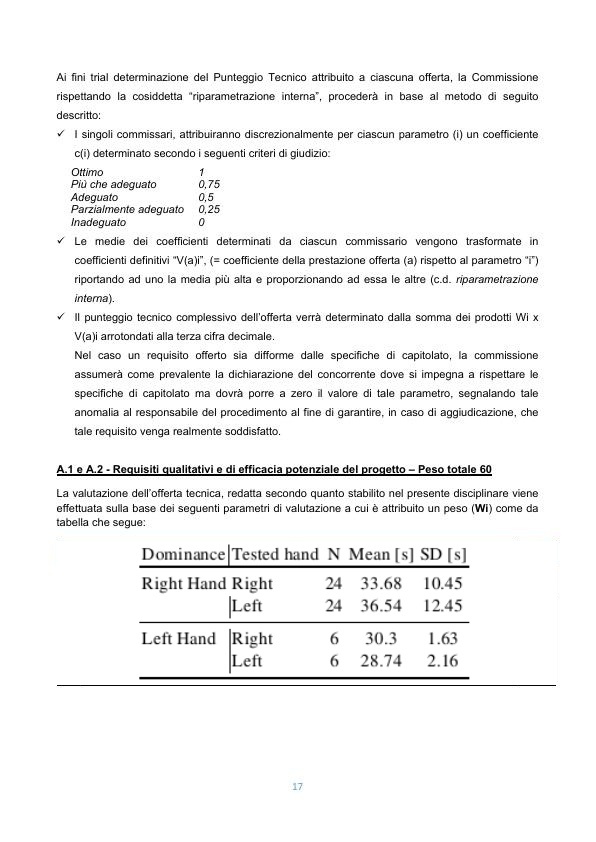 Ai fini trial determinazione del Punteggio Tecnico attribuito a ciascuna offerta, la Commissione
rispettando la cosiddetta “riparametrazione interna”, procederà in base al metodo di seguito
descritto:
✓ I singoli commissari, attribuiranno discrezionalmente per ciascun parametro (i) un coefficiente
c(i) determinato secondo i seguenti criteri di giudizio:
Ottimo 1
Più che adeguato 0,75
Adeguato 0,5
Parzialmente adeguato 0,25
Inadeguato 0
✓ Le medie dei coefficienti determinati da ciascun commissario vengono trasformate in
coefficienti definitivi “V(a)i”, (= coefficiente della prestazione offerta (a) rispetto al parametro “i”)
riportando ad uno la media più alta e proporzionando ad essa le altre (c.d. riparametrazione
interna).
✓ Il punteggio tecnico complessivo dell’offerta verrà determinato dalla somma dei prodotti Wi x
V(a)i arrotondati alla terza cifra decimale.
Nel caso un requisito offerto sia difforme dalle specifiche di capitolato, la commissione
assumerà come prevalente la dichiarazione del concorrente dove si impegna a rispettare le
specifiche di capitolato ma dovrà porre a zero il valore di tale parametro, segnalando tale
anomalia al responsabile del procedimento al fine di garantire, in caso di aggiudicazione, che
tale requisito venga realmente soddisfatto.
A.1 e A.2 - Requisiti qualitativi e di efficacia potenziale del progetto – Peso totale 60
La valutazione dell’offerta tecnica, redatta secondo quanto stabilito nel presente disciplinare viene
effettuata sulla base dei seguenti parametri di valutazione a cui è attribuito un peso (Wi) come da
tabella che segue:
Dominance Tested hand N Mean [s] SD [s]
Right Hand Right 24 33.68 10.45
Left 24 36.54 12.45
Left Hand Right 6 30.3 1.63
Left 6 28.74 2.16
17